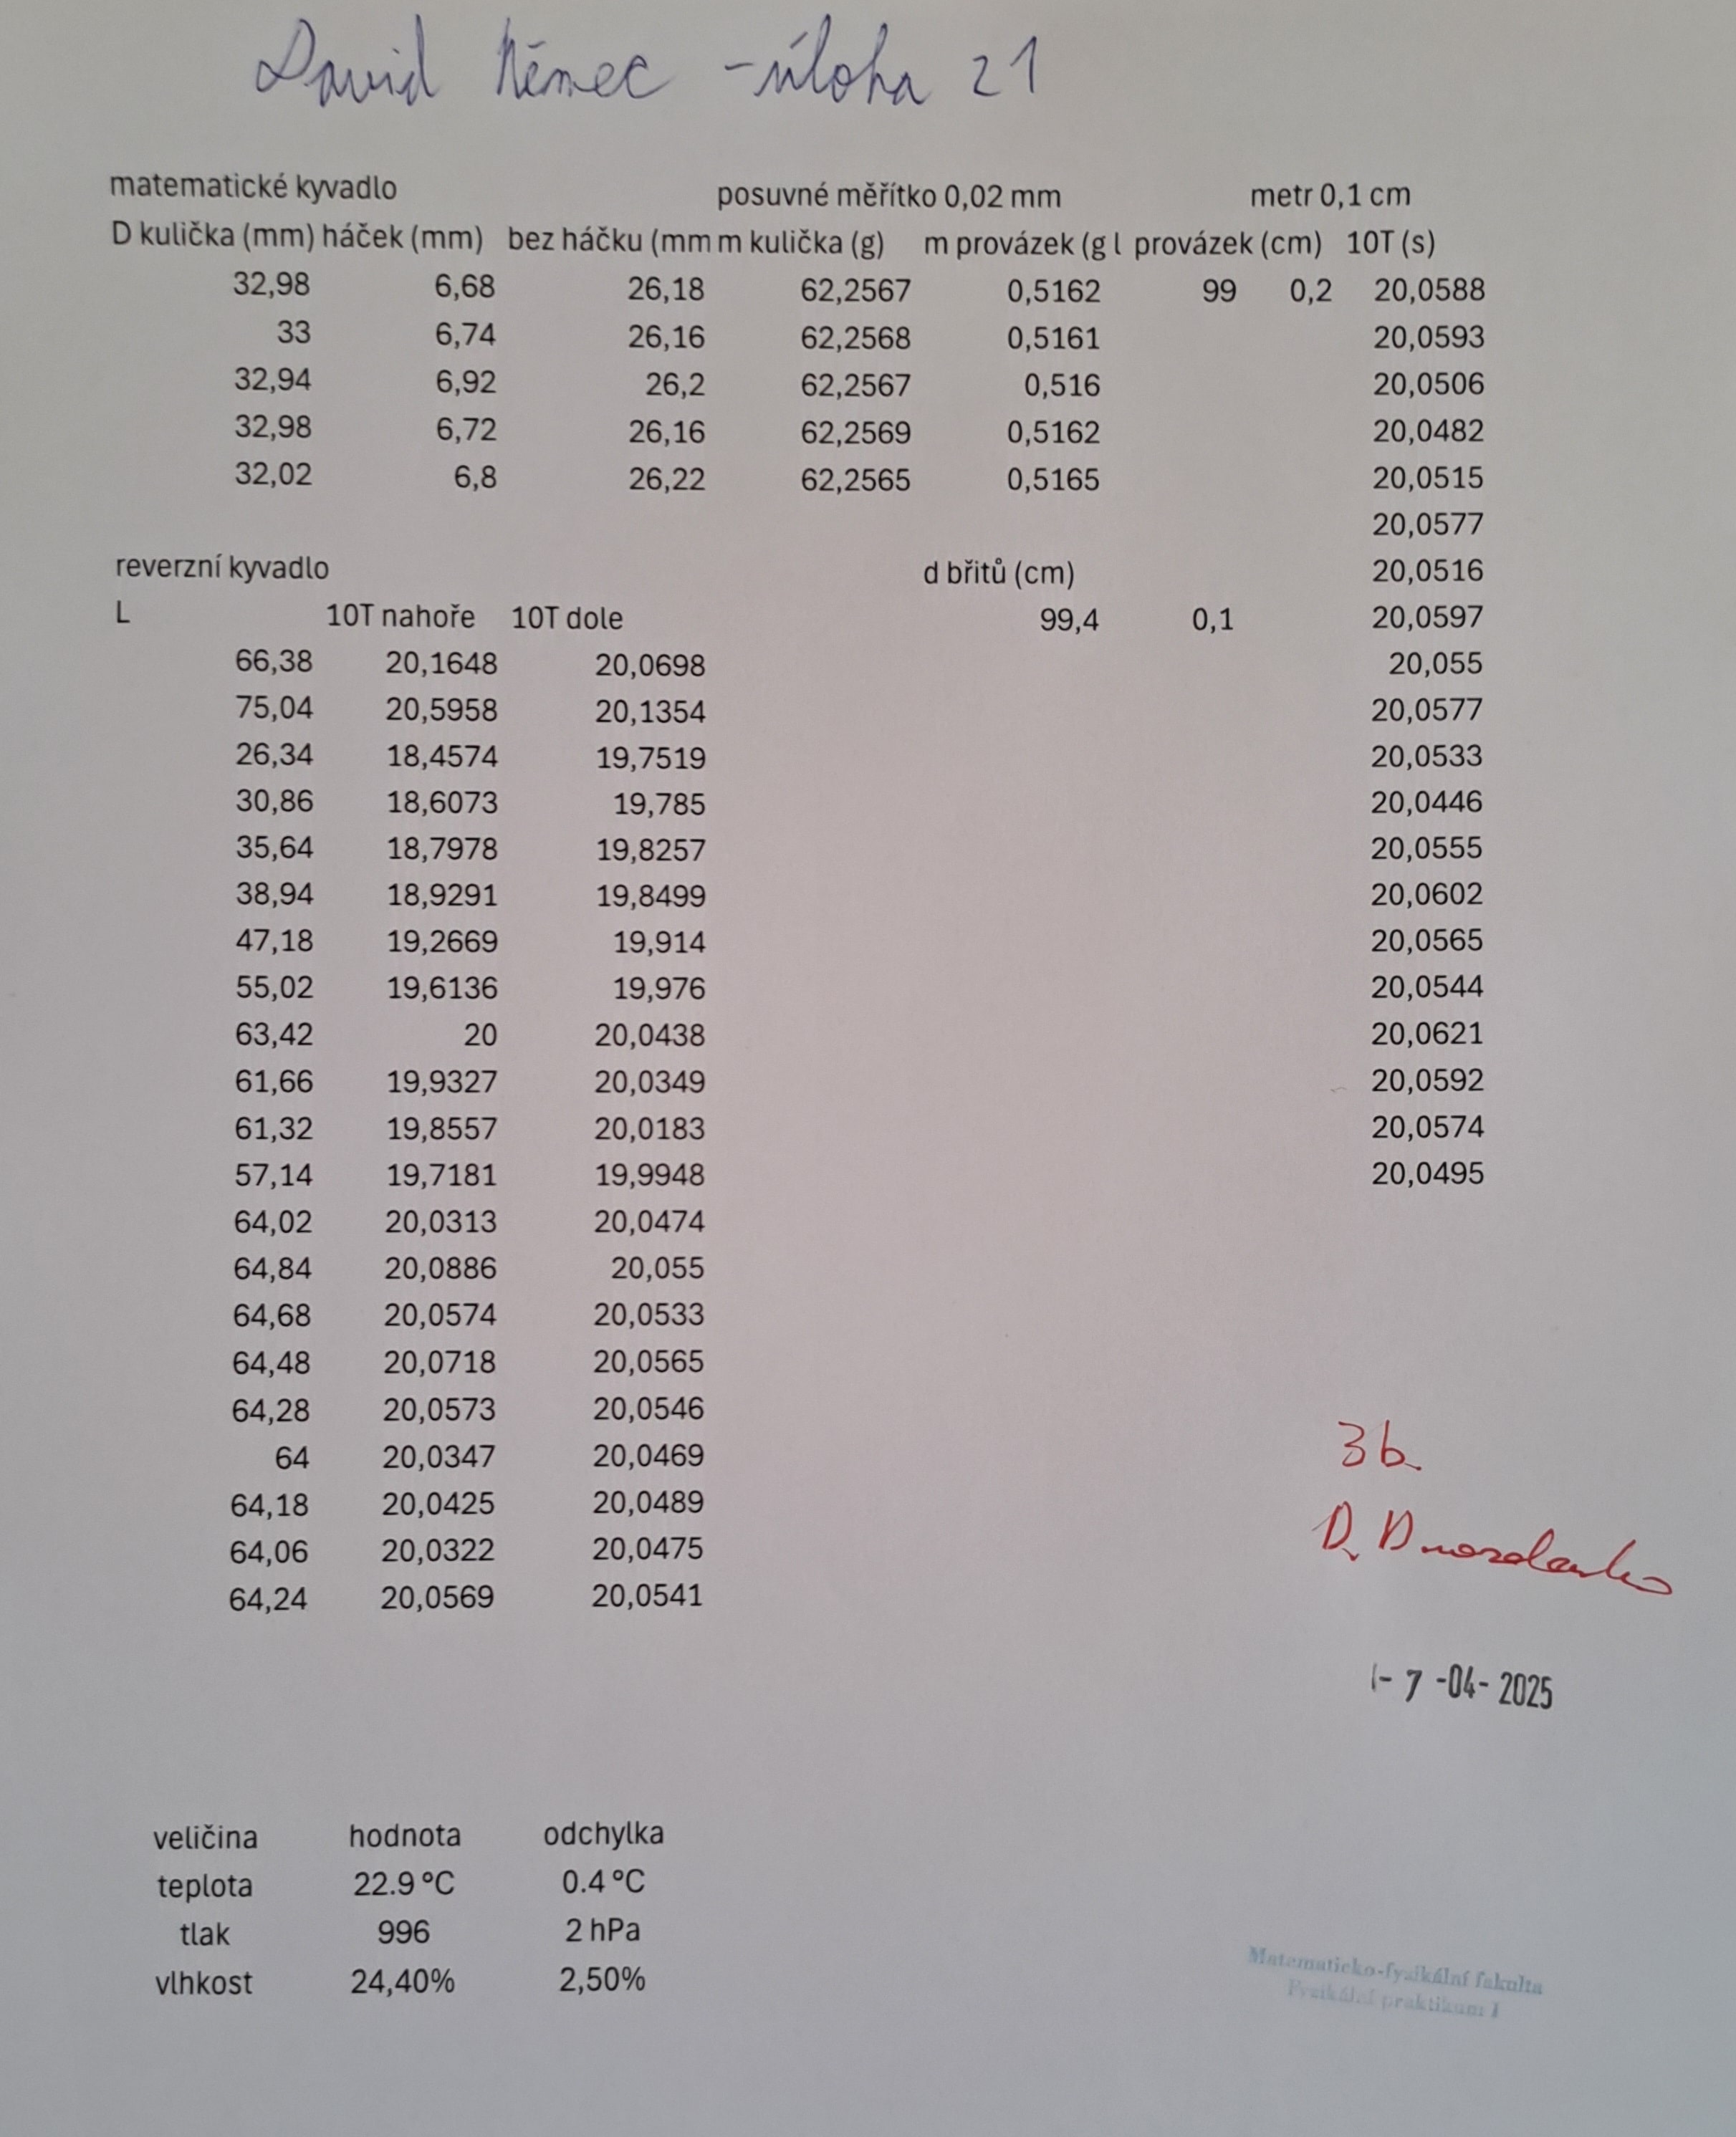 David Němec - úloha 21
matematické kyvadlo posuvné měřítko 0,02 mm metr 0,1 cm
D kulička (mm) háček (mm) bez háčku (mm m kulička (g) m provázek (g l provázek (cm) 10T (s)
32,98 6,68 26,18 62,2567 0,5162 99 0,2 20,0588
33 6,74 26,16 62,2568 0,5161 20,0593
32,94 6,92 26,2 62,2567 0,516 20,0506
32,98 6,72 26,16 62,2569 0,5162 20,0482
32,02 6,8 26,22 62,2565 0,5165 20,0515
20,0577
reverzní kyvadlo d břitů (cm) 20,0516
L 10T nahoře 10T dole 99,4 0,1 20,0597
66,38 20,1648 20,0698 20,055
75,04 20,5958 20,1354 20,0577
26,34 18,4574 19,7519 20,0533
30,86 18,6073 19,785 20,0446
35,64 18,7978 19,8257 20,0555
38,94 18,9291 19,8499 20,0602
47,18 19,2669 19,914 20,0565
55,02 19,6136 19,976 20,0544
63,42 20 20,0438 20,0621
61,66 19,9327 20,0349 20,0592
61,32 19,8557 20,0183 20,0574
57,14 19,7181 19,9948 20,0495
64,02 20,0313 20,0474
64,84 20,0886 20,055
64,68 20,0574 20,0533
64,48 20,0718 20,0565
64,28 20,0573 20,0546
64 20,0347 20,0469
64,18 20,0425 20,0489
64,06 20,0322 20,0475
64,24 20,0569 20,0541
3b.
D.
- 7 -04- 2025
veličina hodnota odchylka
teplota 22.9 °C 0.4 °C
tlak 996 2 hPa
vlhkost 24,40% 2,50%
Matematicko-fyzikální fakulta
Fyzikální praktikum I